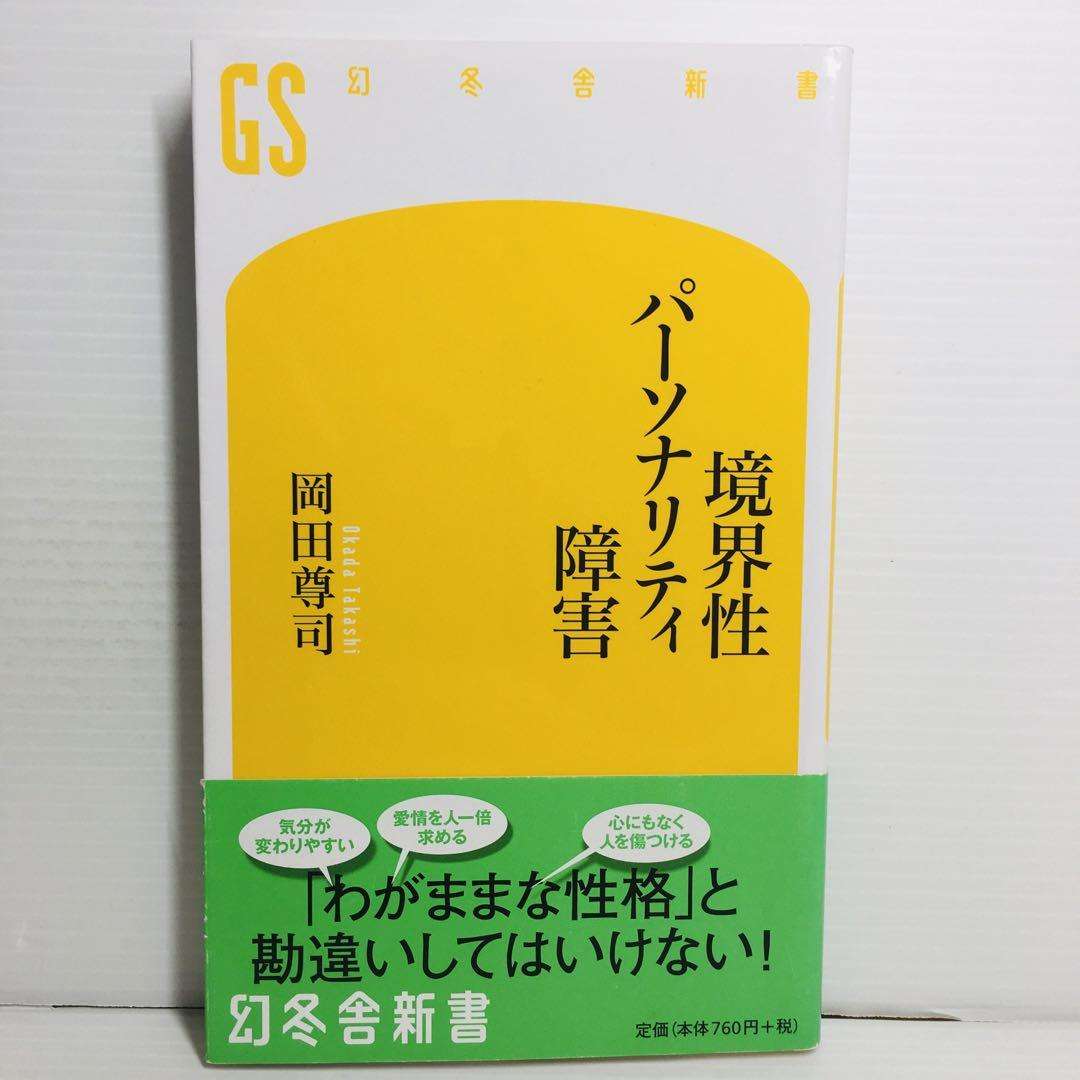 GS
幻冬舎新書
境界性
パーソナリティ
障害
岡田尊司
Okada Takashi
気分が
変わりやすい
愛情を人一倍
求める
心にもなく
人を傷つける
「わがままな性格」と
勘違いしてはいけない!
幻冬舎新書
定価(本体760円+税)